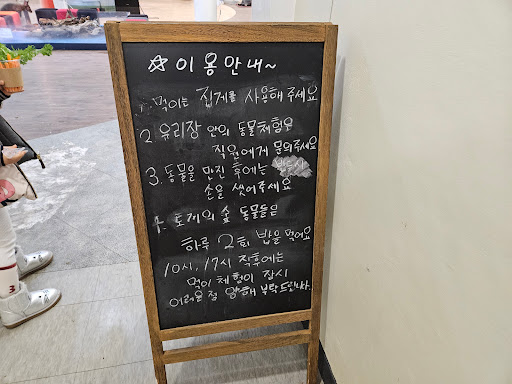 ☆이용안내~
1. 먹이는 집게를 사용해주세요
2. 유리장 안의 동물체험은
직원에게 문의주세요
3. 동물을 만진 후에는 반드시
손을 씻어주세요
4. 토끼의 숲 동물들은
하루 2회 밥을 먹어요
10시, 17시 직후에는
먹이체험이 잠시
어려운점 양해 부탁드립니다.